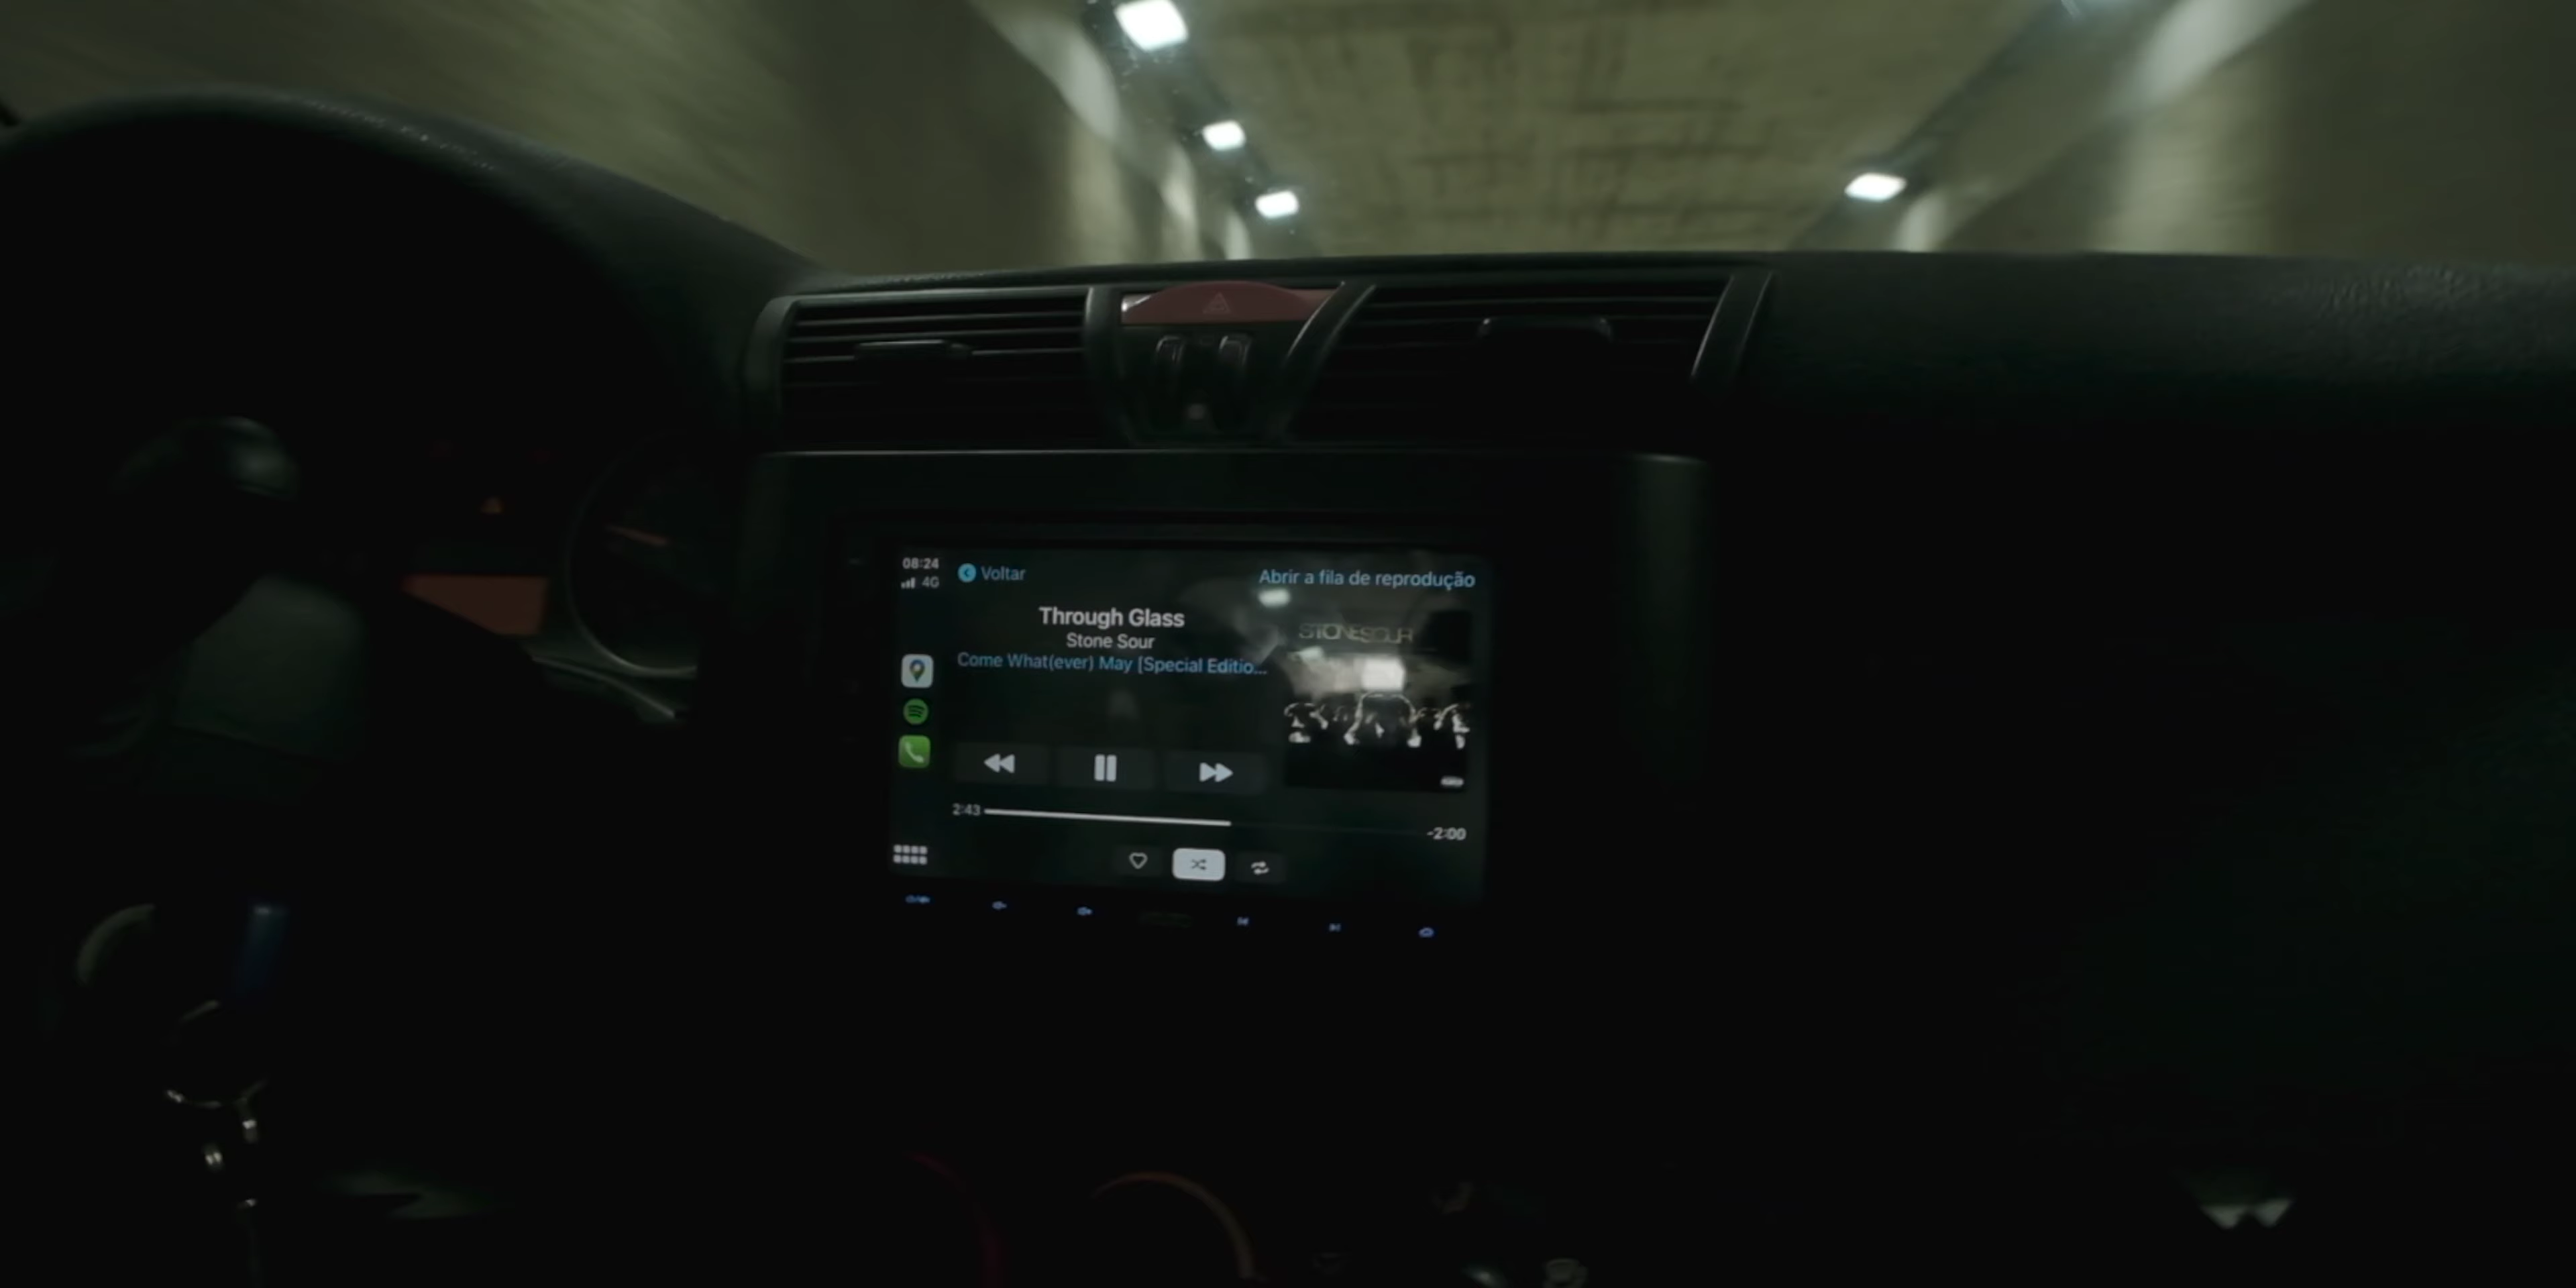 08:24
4G
Voltar
Abrir a fila de reprodução
Through Glass
Stone Sour
Come What(ever) May [Special Editio...
STONESOUR
2:43
-2:00